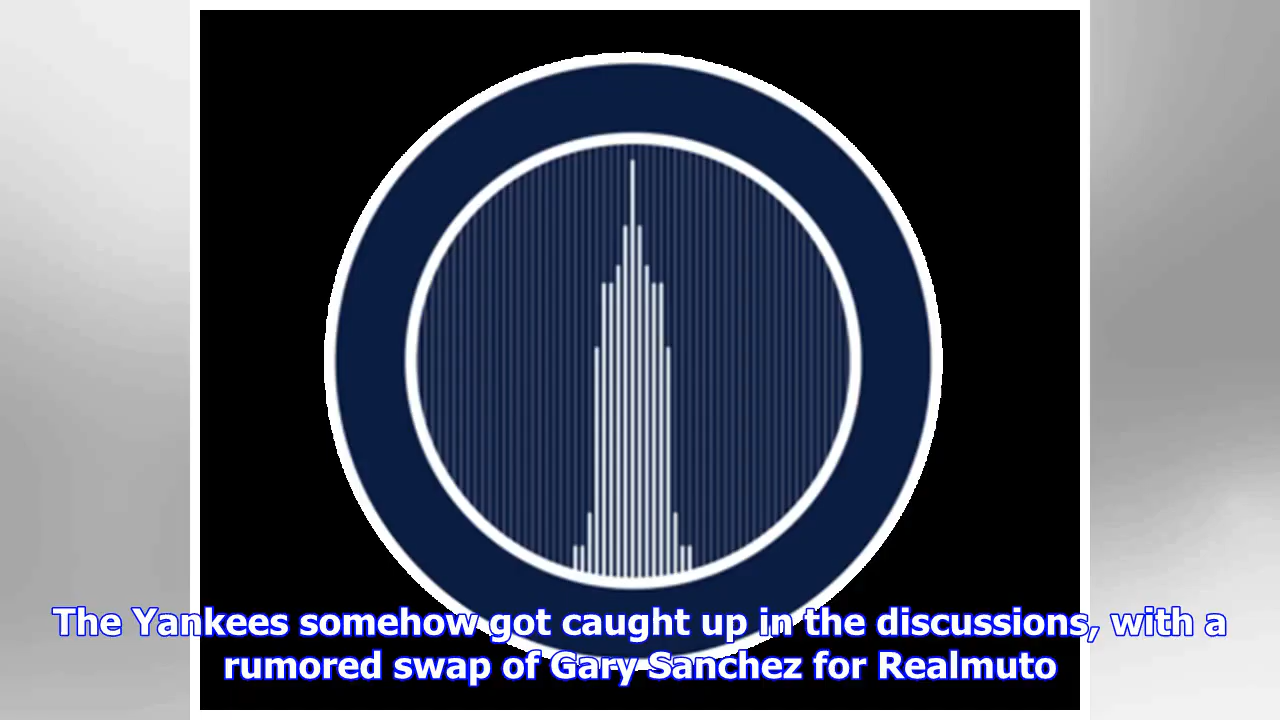 The Yankees somehow got caught up in the discussions, with a
rumored swap of Gary Sanchez for Realmuto